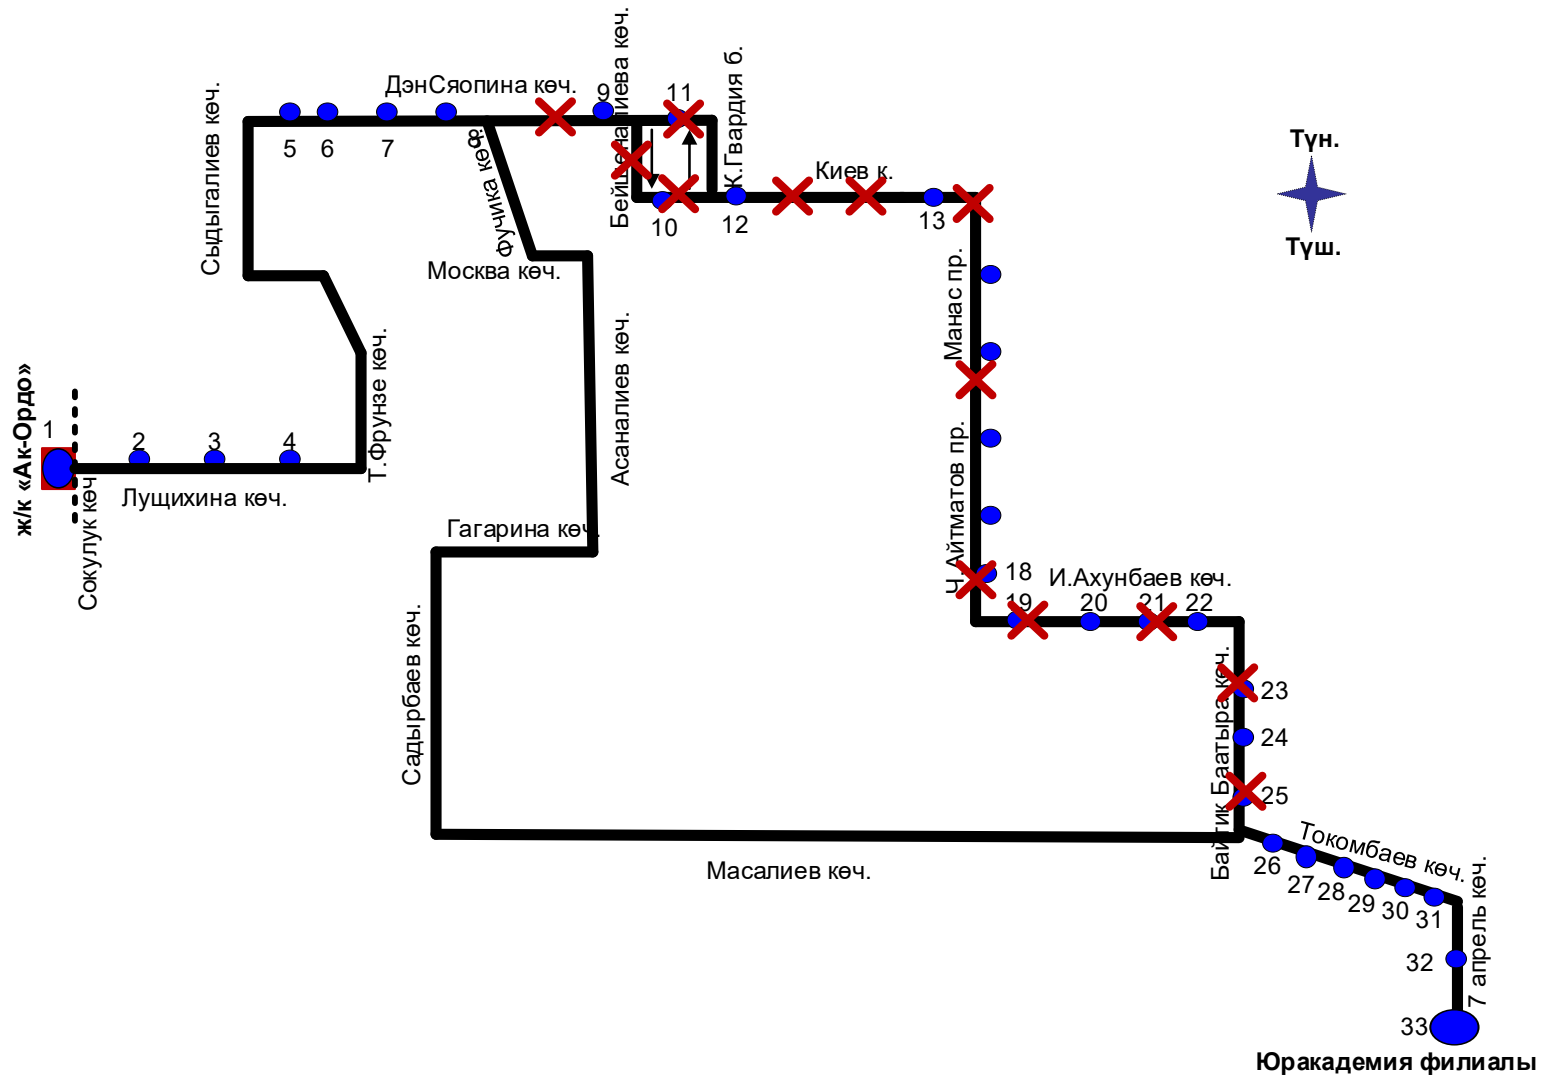 ДэнСяопина көч.
Бейшеналиева көч.
К.Гвардия б.
Сыдыгалиев көч.
5
6
7
8
9
10
11
12
13
Киев к.
Түн.
Түш.
Фучика көч.
Москва көч.
Манас пр.
Асаналиев көч.
Т.Фрунзе көч.
ж/к «Ак-Ордо»
1
2
3
4
Сокулук көч
Лущихина көч.
Гагарина көч.
Ч.Айтматов пр.
18
И.Ахунбаев көч.
19
20
21
22
Садырбаев көч.
Байтик Баатыра көч.
23
24
25
Масалиев көч.
Токомбаев көч.
26
27
28
29
30
31
7 апрель көч.
32
33
Юракадемия филиалы